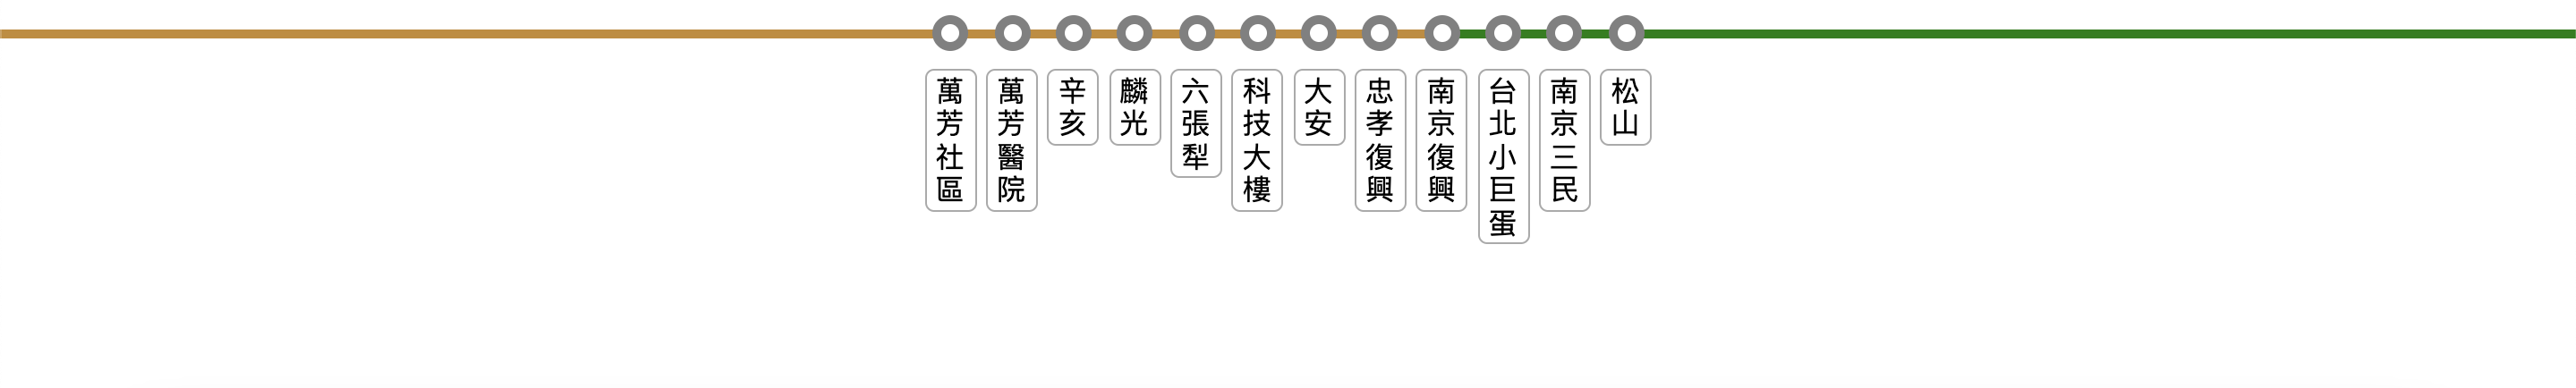 萬芳社區
萬芳醫院
辛亥
麟光
六張犁
科技大樓
大安
忠孝復興
南京復興
台北小巨蛋
南京三民
松山